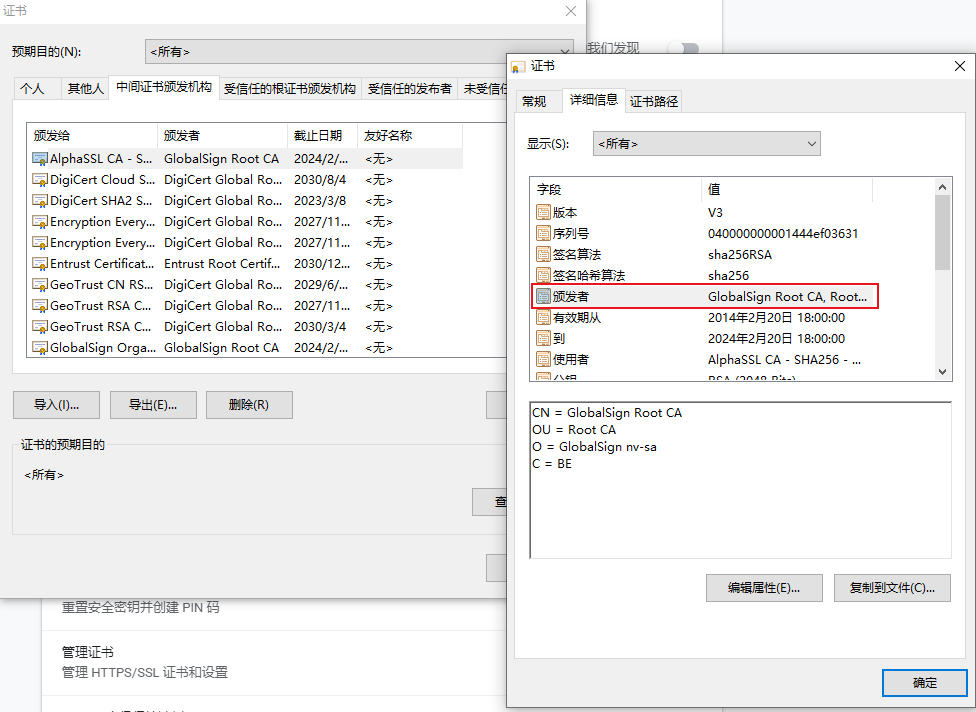 证书
预期目的(N):
<所有>
个人
其他人
中间证书颁发机构
受信任的根证书颁发机构
受信任的发布者
未受信任
颁发给 颁发者 截止日期 友好名称
AlphaSSL CA - S... GlobalSign Root CA 2024/2/... <无>
DigiCert Cloud S... DigiCert Global Ro... 2030/8/4 <无>
DigiCert SHA2 S... DigiCert Global Ro... 2023/3/8 <无>
Encryption Every... DigiCert Global Ro... 2027/11... <无>
Encryption Every... DigiCert Global Ro... 2027/11... <无>
Entrust Certificat... Entrust Root Certif... 2030/12... <无>
GeoTrust CN RS... DigiCert Global Ro... 2029/6/... <无>
GeoTrust RSA C... DigiCert Global Ro... 2027/11... <无>
GeoTrust RSA C... DigiCert Global Ro... 2030/3/4 <无>
GlobalSign Orga... GlobalSign Root CA 2024/2/... <无>
导入(I)...
导出(E)...
删除(R)
证书的预期目的
<所有>
查
重置安全密钥并创建 PIN 码
管理证书
管理 HTTPS/SSL 证书和设置
我们发现
证书
常规
详细信息
证书路径
显示(S):
<所有>
字段 值
版本 V3
序列号 040000000001444ef03631
签名算法 sha256RSA
签名哈希算法 sha256
颁发者 GlobalSign Root CA, Root...
有效期从 2014年2月20日 18:00:00
到 2024年2月20日 18:00:00
使用者 AlphaSSL CA - SHA256 - ...
公钥 RSA (2048 Bits)
CN = GlobalSign Root CA
OU = Root CA
O = GlobalSign nv-sa
C = BE
编辑属性(E)...
复制到文件(C)...
确定